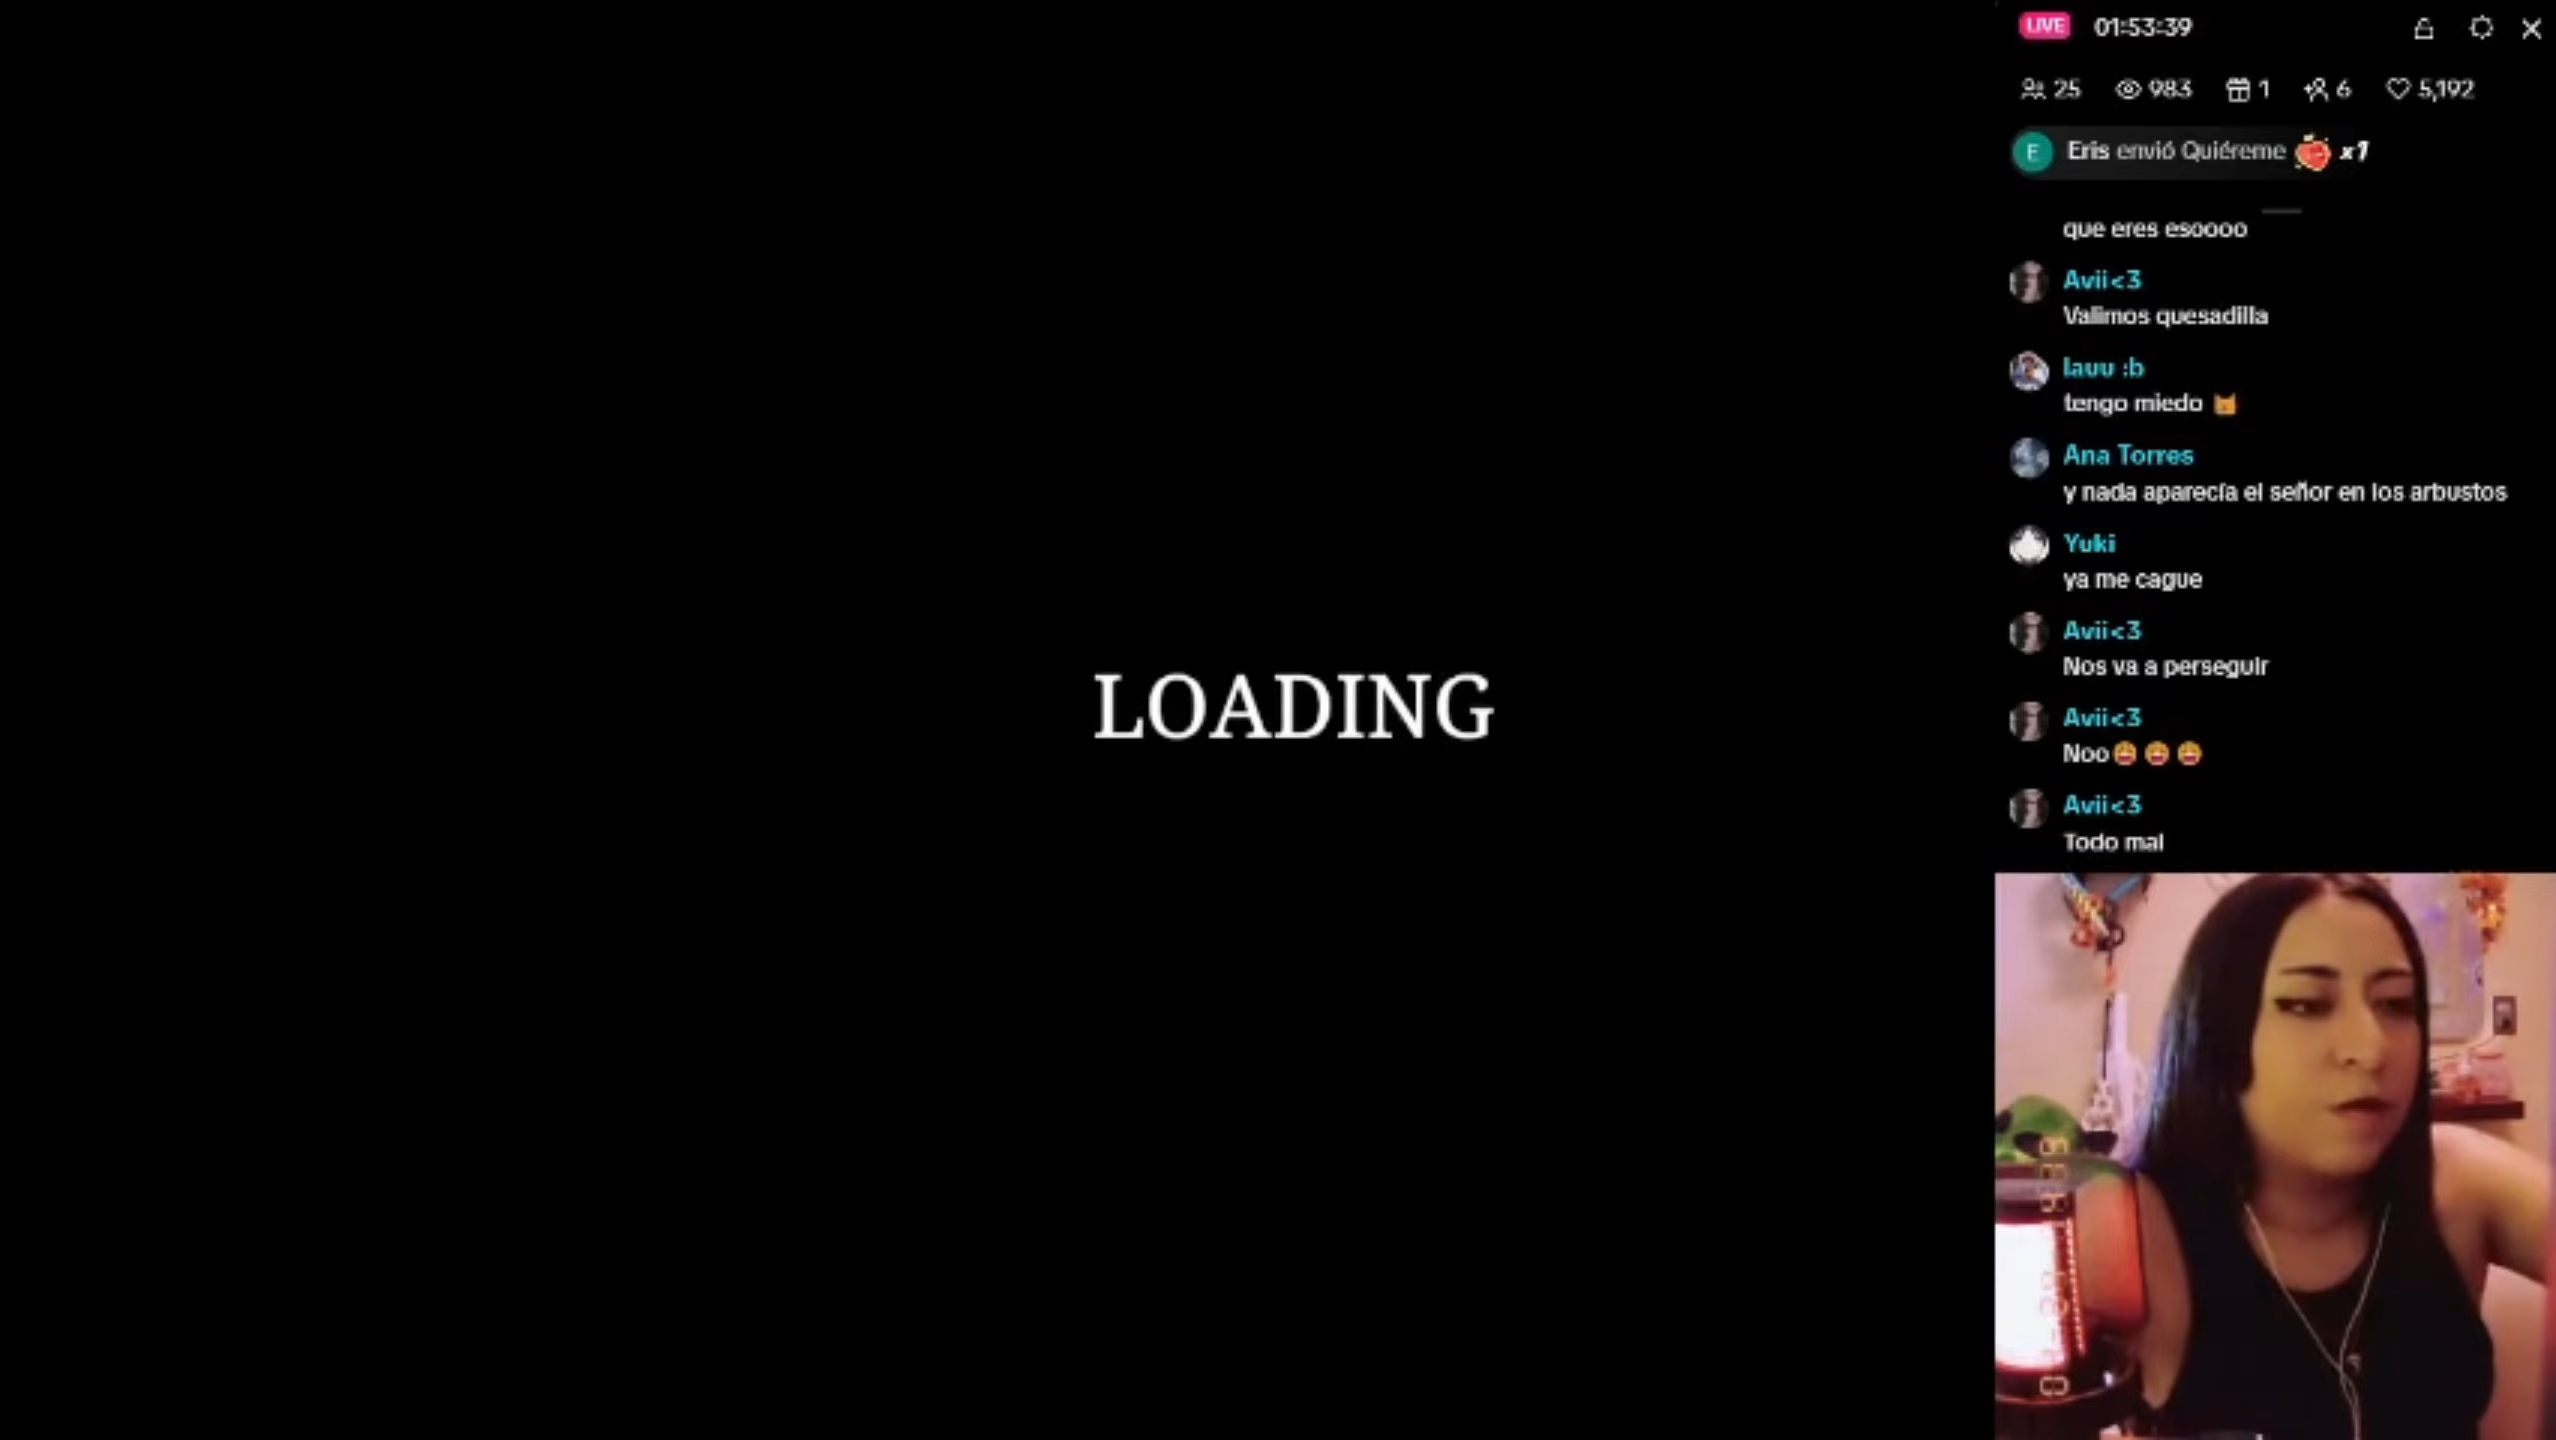 LIVE 01:53:39
25 983 1 6 5,192
E Eris envió Quiéreme x1
que eres esoooo
Avii<3
Valimos quesadilla
lauu :b
tengo miedo
Ana Torres
y nada aparecía el señor en los arbustos
Yuki
ya me cague
Avii<3
Nos va a perseguir
Avii<3
Noo
Avii<3
Todo mal
LOADING